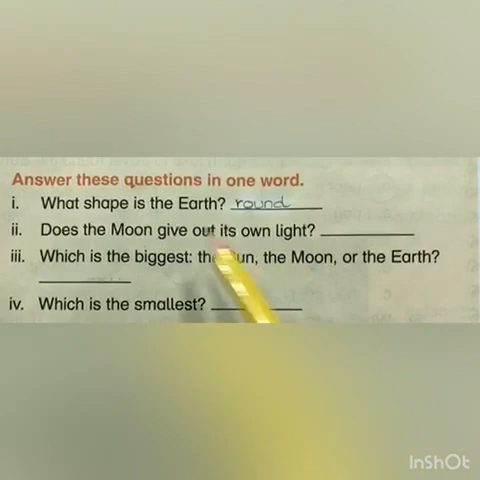 Answer these questions in one word.
i. What shape is the Earth? round
ii. Does the Moon give out its own light?
iii. Which is the biggest: the un, the Moon, or the Earth?
iv. Which is the smallest?
InShOt